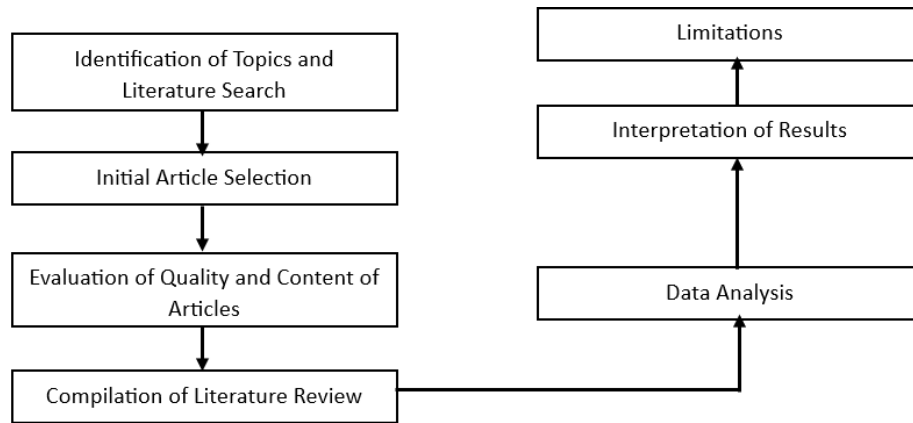 Identification of Topics and
Literature Search
Initial Article Selection
Evaluation of Quality and Content of
Articles
Compilation of Literature Review
Data Analysis
Interpretation of Results
Limitations